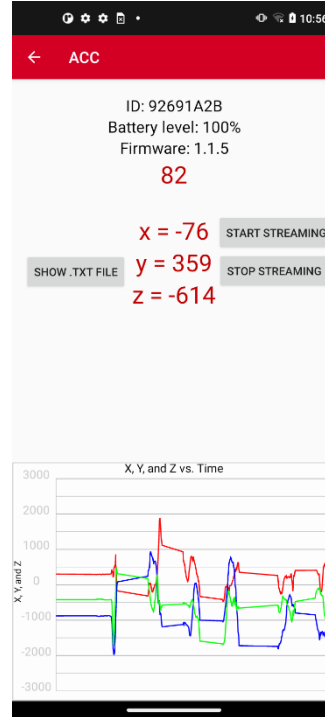 10:56
ACC
ID: 92691A2B
Battery level: 100%
Firmware: 1.1.5
82
x = -76
START STREAMING
SHOW .TXT FILE
y = 359
STOP STREAMING
z = -614
X, Y, and Z vs. Time
X, Y, and Z
3000
2000
1000
0
-1000
-2000
-3000